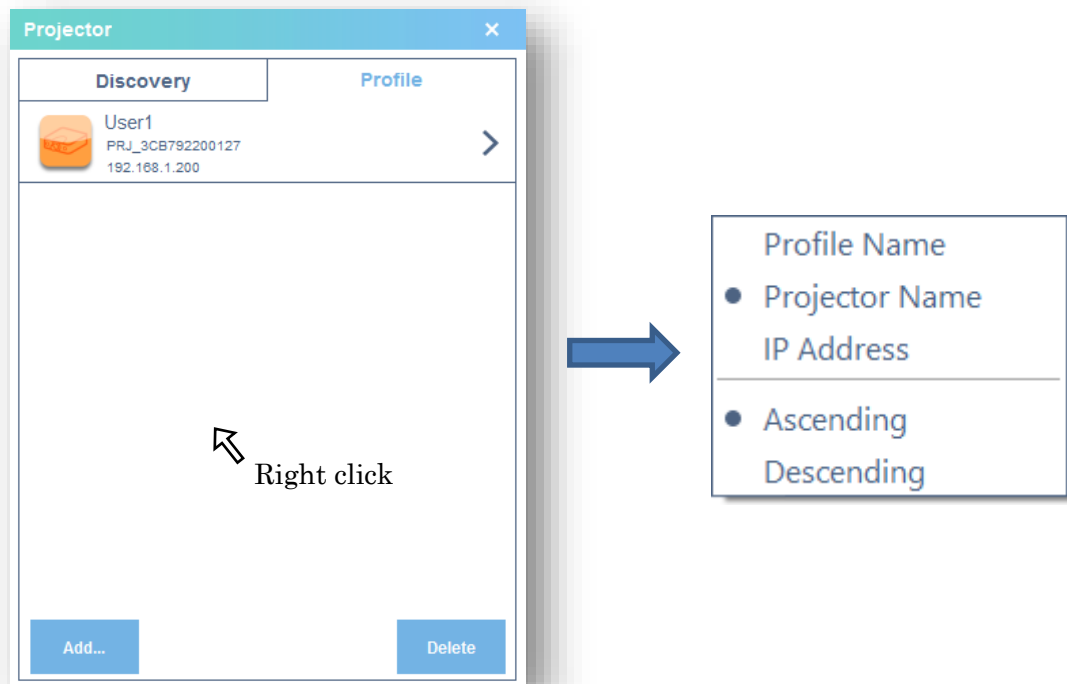 Projector
Discovery
Profile
User1
PRJ_3CB792200127
192.168.1.200
Right click
Add...
Delete
Profile Name
Projector Name
IP Address
Ascending
Descending